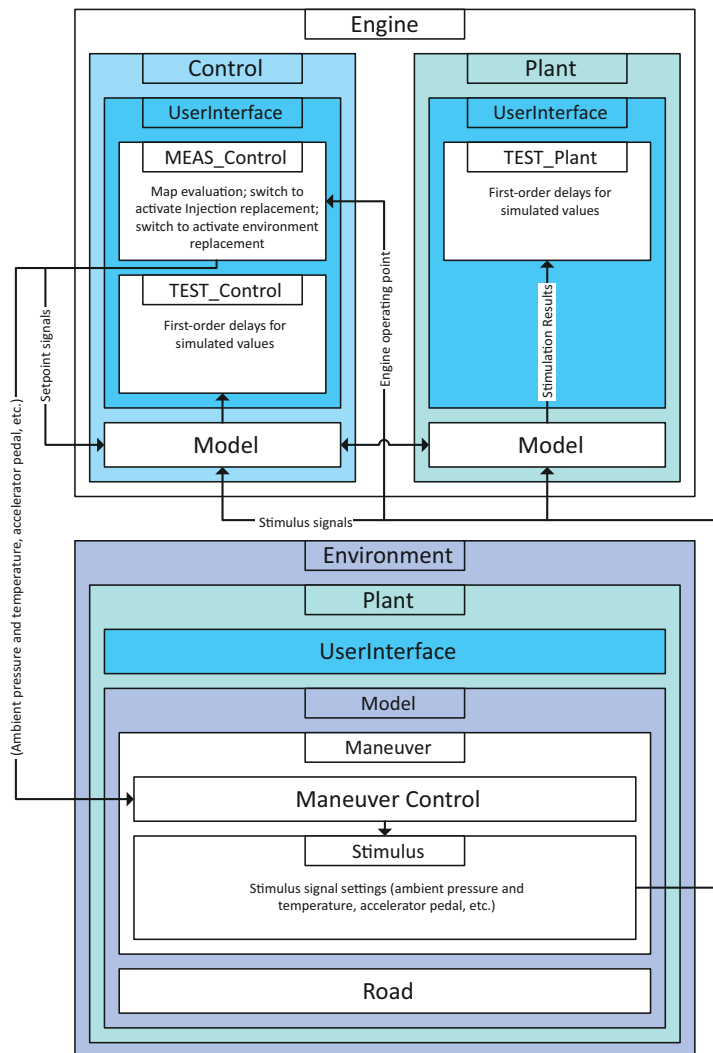 Engine
Control
UserInterface
MEAS_Control
Map evaluation; switch to
activate Injection replacement;
switch to activate environment
replacement
TEST_Control
First-order delays for
simulated values
Model
Plant
UserInterface
TEST_Plant
First-order delays for
simulated values
Stimulation Results
Model
Engine operating point
Setpoint signals
(Ambient pressure and temperature, accelerator pedal, etc.)
Stimulus signals
Environment
Plant
UserInterface
Model
Maneuver
Maneuver Control
Stimulus
Stimulus signal settings (ambient pressure and
temperature, accelerator pedal, etc.)
Road